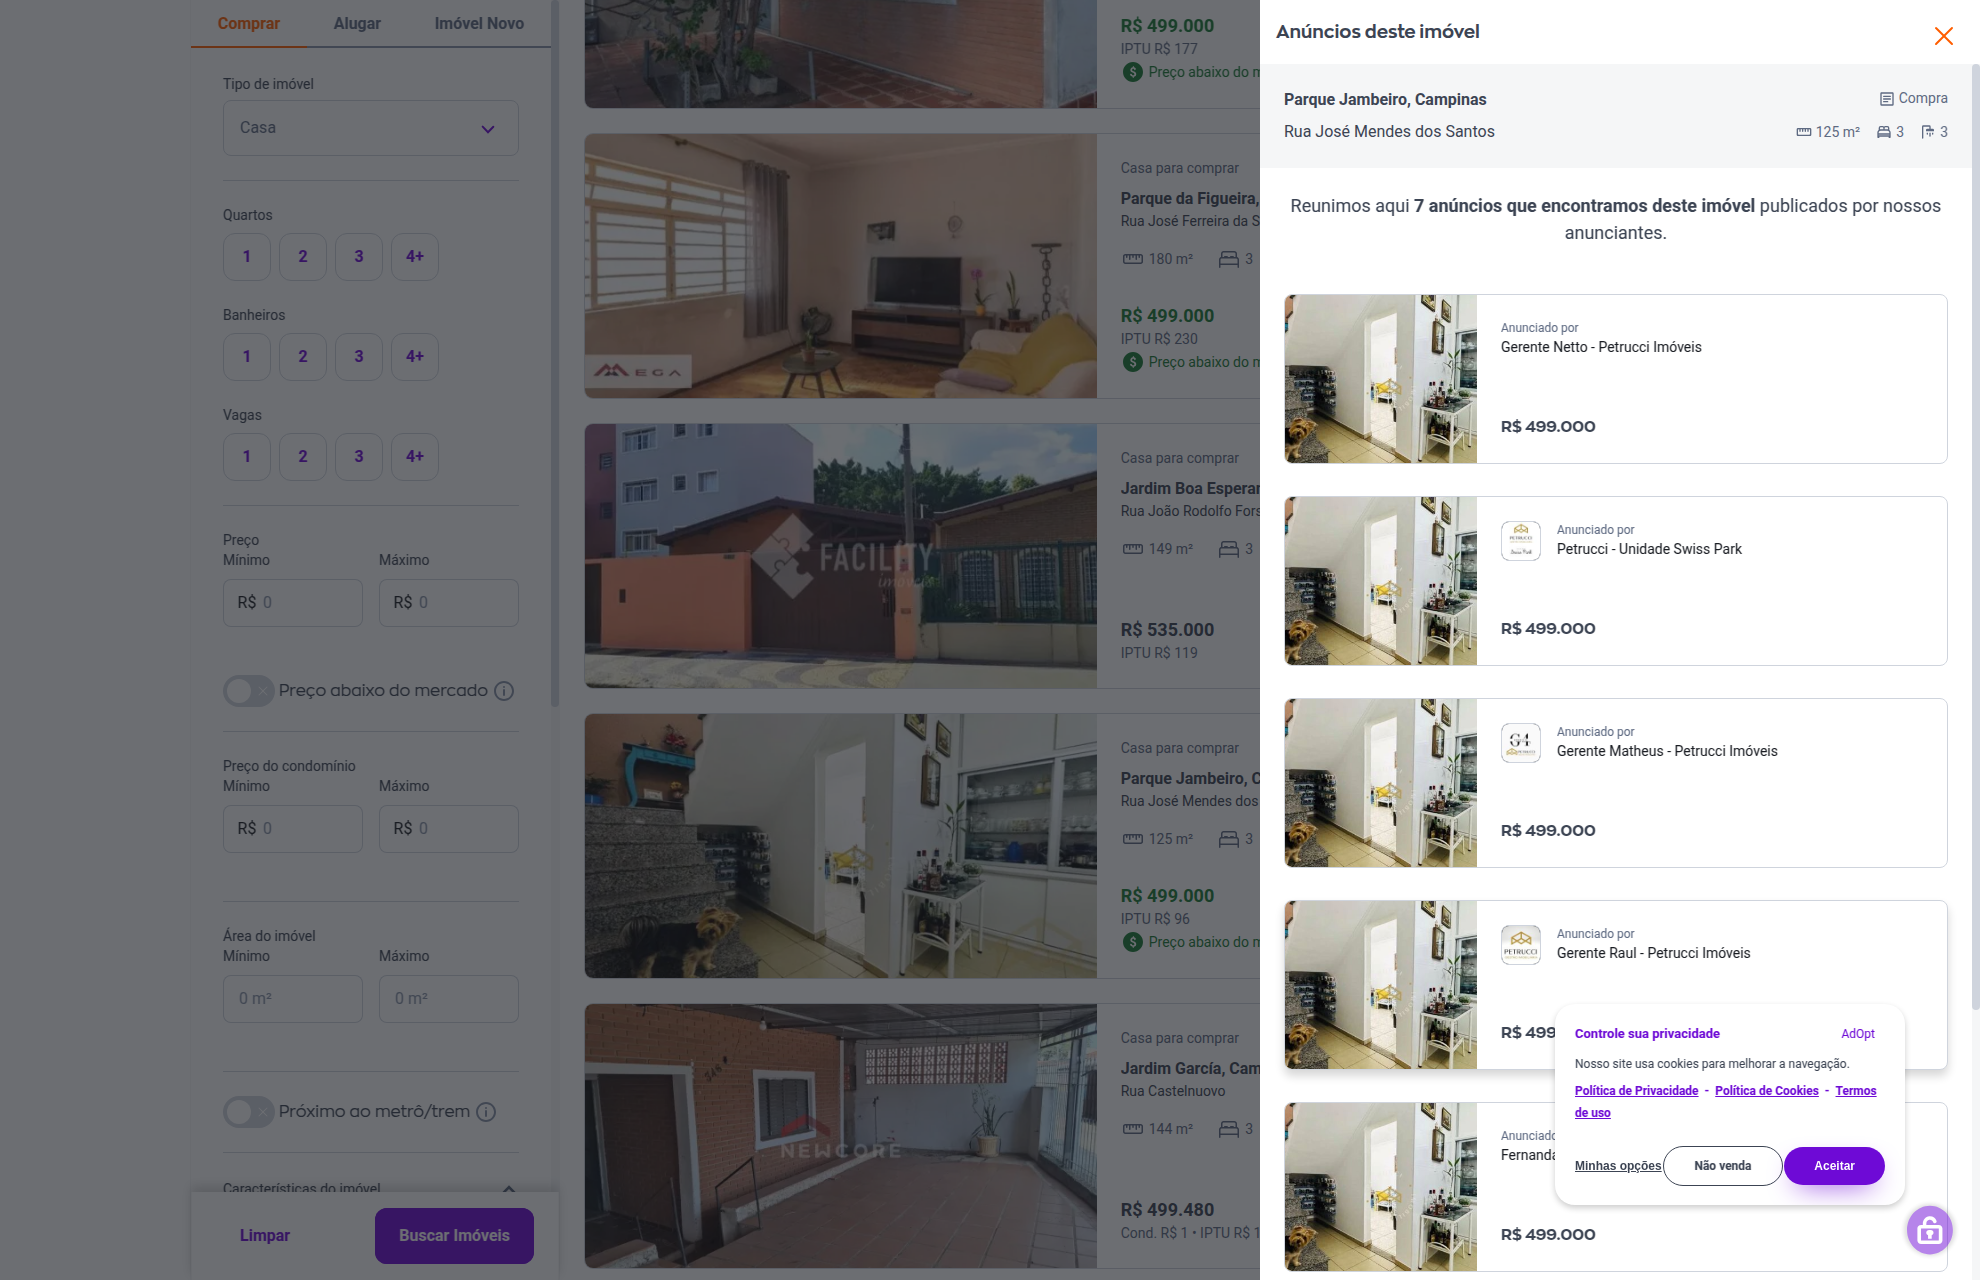 Comprar
Alugar
Imóvel Novo
Tipo de imóvel
Casa
Quartos
1
2
3
4+
Banheiros
1
2
3
4+
Vagas
1
2
3
4+
Preço
Mínimo
Máximo
R$ 0
R$ 0
Preço abaixo do mercado
Preço do condomínio
Mínimo
Máximo
R$ 0
R$ 0
Área do imóvel
Mínimo
Máximo
0 m²
0 m²
Próximo ao metrô/trem
Características do imóvel
Limpar
Buscar Imóveis
R$ 499.000
IPTU R$ 177
Preço abaixo do
MEGA
Casa para comprar
Parque da Figueira,
Rua José Ferreira da S
180 m²
3
R$ 499.000
IPTU R$ 230
Preço abaixo do
FACILITY
imóveis
Casa para comprar
Jardim Boa Esperar
Rua João Rodolfo Fors
149 m²
3
R$ 535.000
IPTU R$ 119
Casa para comprar
Parque Jambeiro, C
Rua José Mendes dos
125 m²
3
R$ 499.000
IPTU R$ 96
Preço abaixo do
346
NEWCORE
Casa para comprar
Jardim García, Cam
Rua Castelnuovo
144 m²
3
R$ 499.480
Cond. R$ 1 • IPTU R$ 1
Anúncios deste imóvel
Parque Jambeiro, Campinas
Compra
Rua José Mendes dos Santos
125 m²
3
3
Reunimos aqui 7 anúncios que encontramos deste imóvel publicados por nossos
anunciantes.
Anunciado por
Gerente Netto - Petrucci Imóveis
R$ 499.000
PETRUCCI
Swiss Park
Anunciado por
Petrucci - Unidade Swiss Park
R$ 499.000
G4
PETRUCCI
Anunciado por
Gerente Matheus - Petrucci Imóveis
R$ 499.000
PETRUCCI
Anunciado por
Gerente Raul - Petrucci Imóveis
R$ 499
Anunciado
Fernanda
R$ 499.000
Controle sua privacidade
AdOpt
Nosso site usa cookies para melhorar a navegação.
Política de Privacidade - Política de Cookies - Termos
de uso
Minhas opções
Não venda
Aceitar